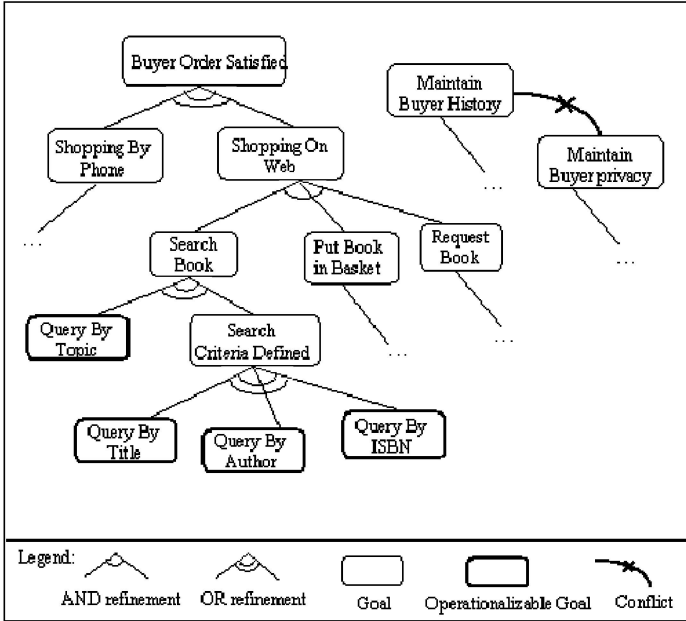 Buyer Order Satisfied
Maintain
Buyer History
Shopping By
Phone
Shopping On
Web
Maintain
Buyer privacy
...
...
...
Search
Book
Put Book
in Basket
Request
Book
...
...
Query By
Topic
Search
Criteria Defined
Query By
Title
Query By
Author
Query By
ISBN
Legend:
AND refinement
OR refinement
Goal
Operationalizable Goal
Conflict